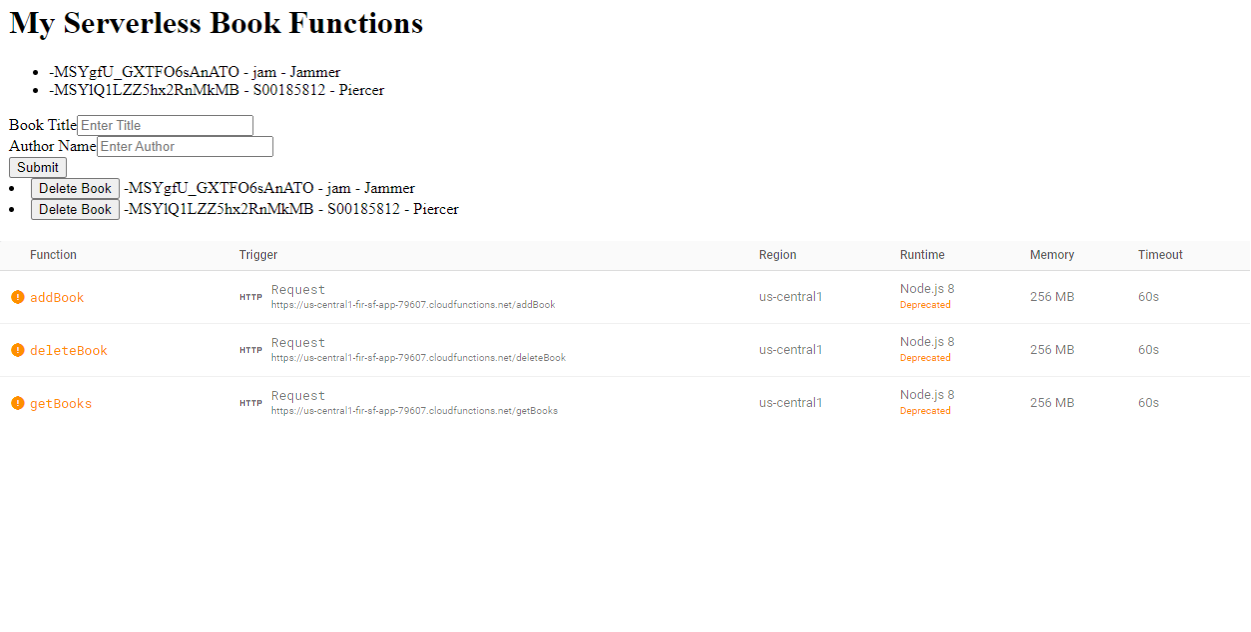 My Serverless Book Functions
-MSYgfU_GXTFO6sAnATO - jam - Jammer
-MSYlQ1LZZ5hx2RnMkMB - S00185812 - Piercer
Book Title Enter Title
Author Name Enter Author
Submit
Delete Book -MSYgfU_GXTFO6sAnATO - jam - Jammer
Delete Book -MSYlQ1LZZ5hx2RnMkMB - S00185812 - Piercer
Function Trigger Region Runtime Memory Timeout
addBook HTTP Request us-central1 Node.js 8 256 MB 60s
https://us-central1-fir-sf-app-79607.cloudfunctions.net/addBook Deprecated
deleteBook HTTP Request us-central1 Node.js 8 256 MB 60s
https://us-central1-fir-sf-app-79607.cloudfunctions.net/deleteBook Deprecated
getBooks HTTP Request us-central1 Node.js 8 256 MB 60s
https://us-central1-fir-sf-app-79607.cloudfunctions.net/getBooks Deprecated